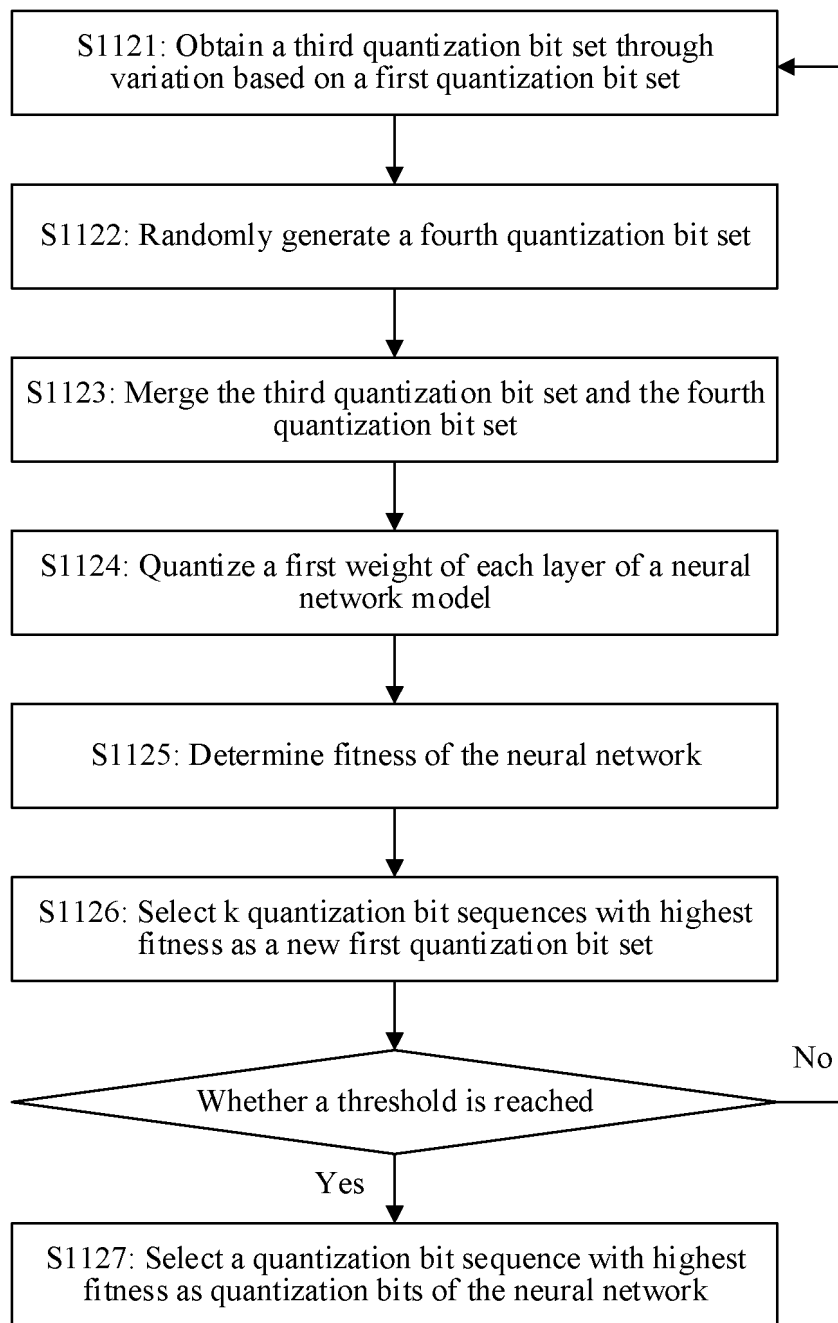 S1121: Obtain a third quantization bit set through
variation based on a first quantization bit set
S1122: Randomly generate a fourth quantization bit set
S1123: Merge the third quantization bit set and the fourth
quantization bit set
S1124: Quantize a first weight of each layer of a neural
network model
S1125: Determine fitness of the neural network
S1126: Select k quantization bit sequences with highest
fitness as a new first quantization bit set
No
Whether a threshold is reached
Yes
S1127: Select a quantization bit sequence with highest
fitness as quantization bits of the neural network